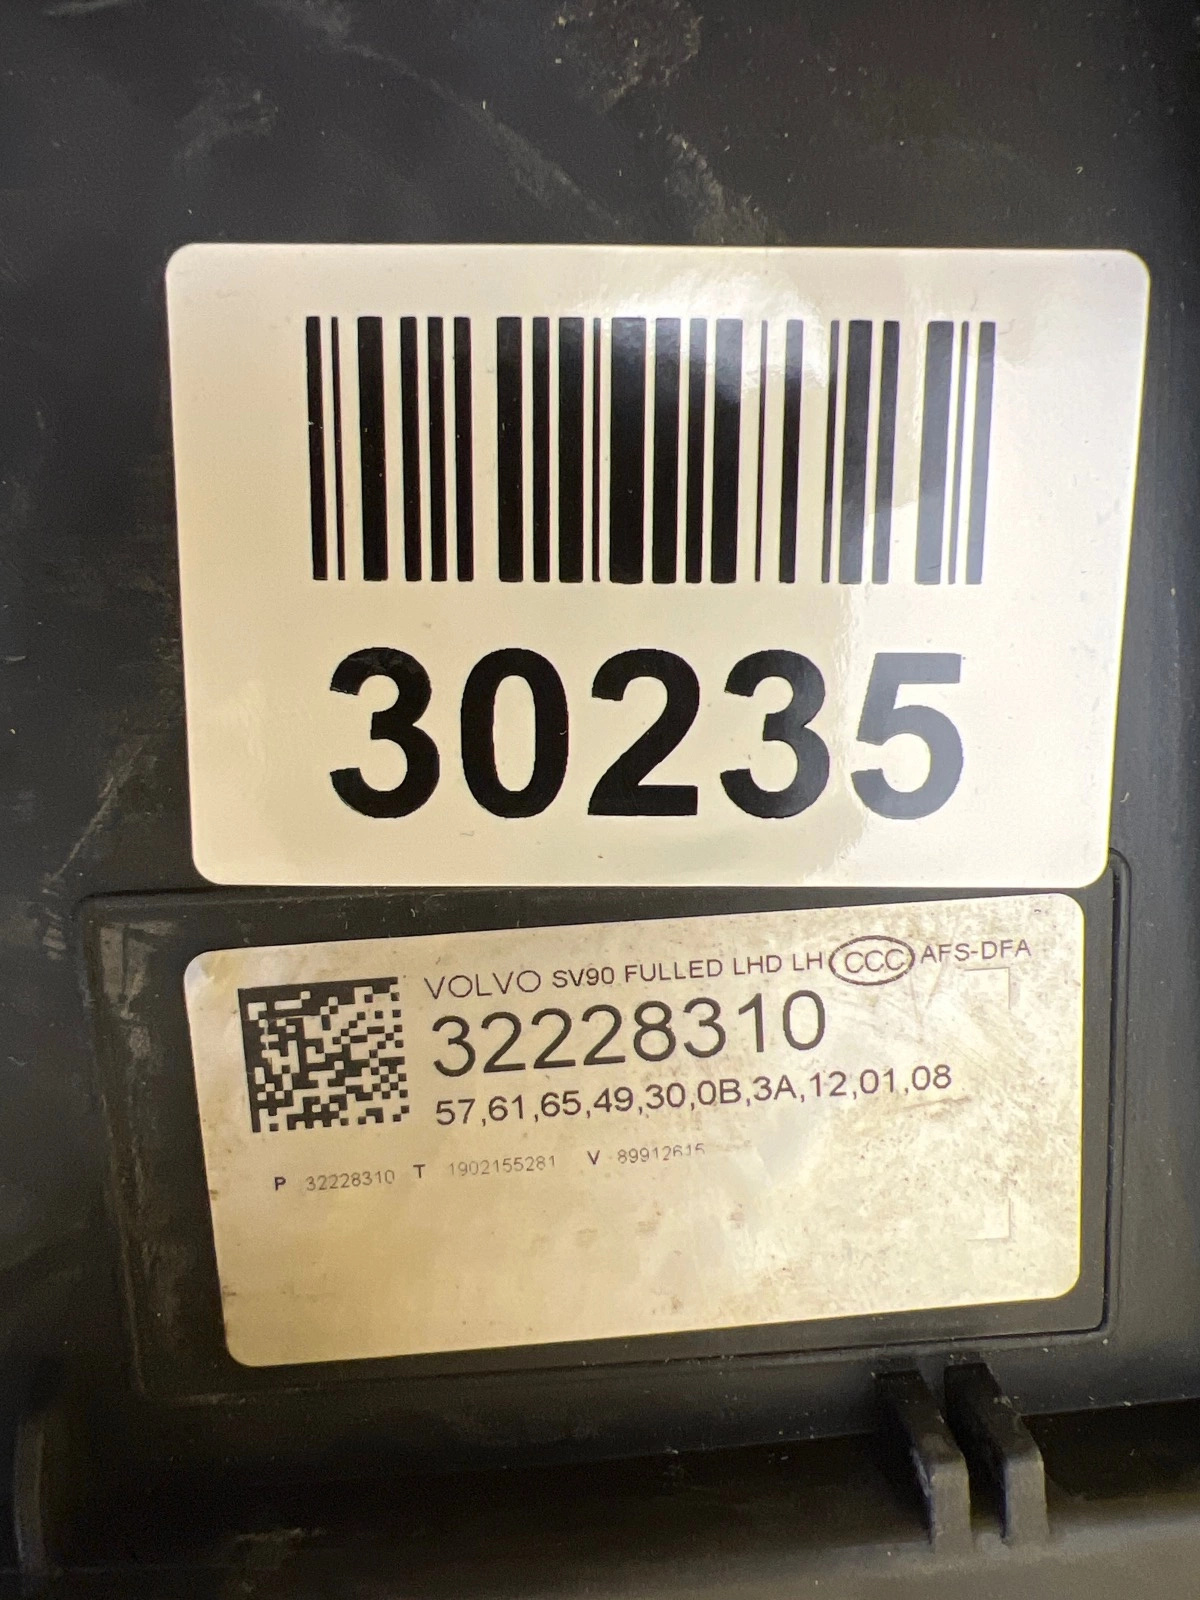 30235
VOLVO SV90 FULLED LHD LH CCC AFS-DFA
32228310
57,61,65,49,30,0B,3A,12,01,08
P 32228310 T 1902155281 V 89912615